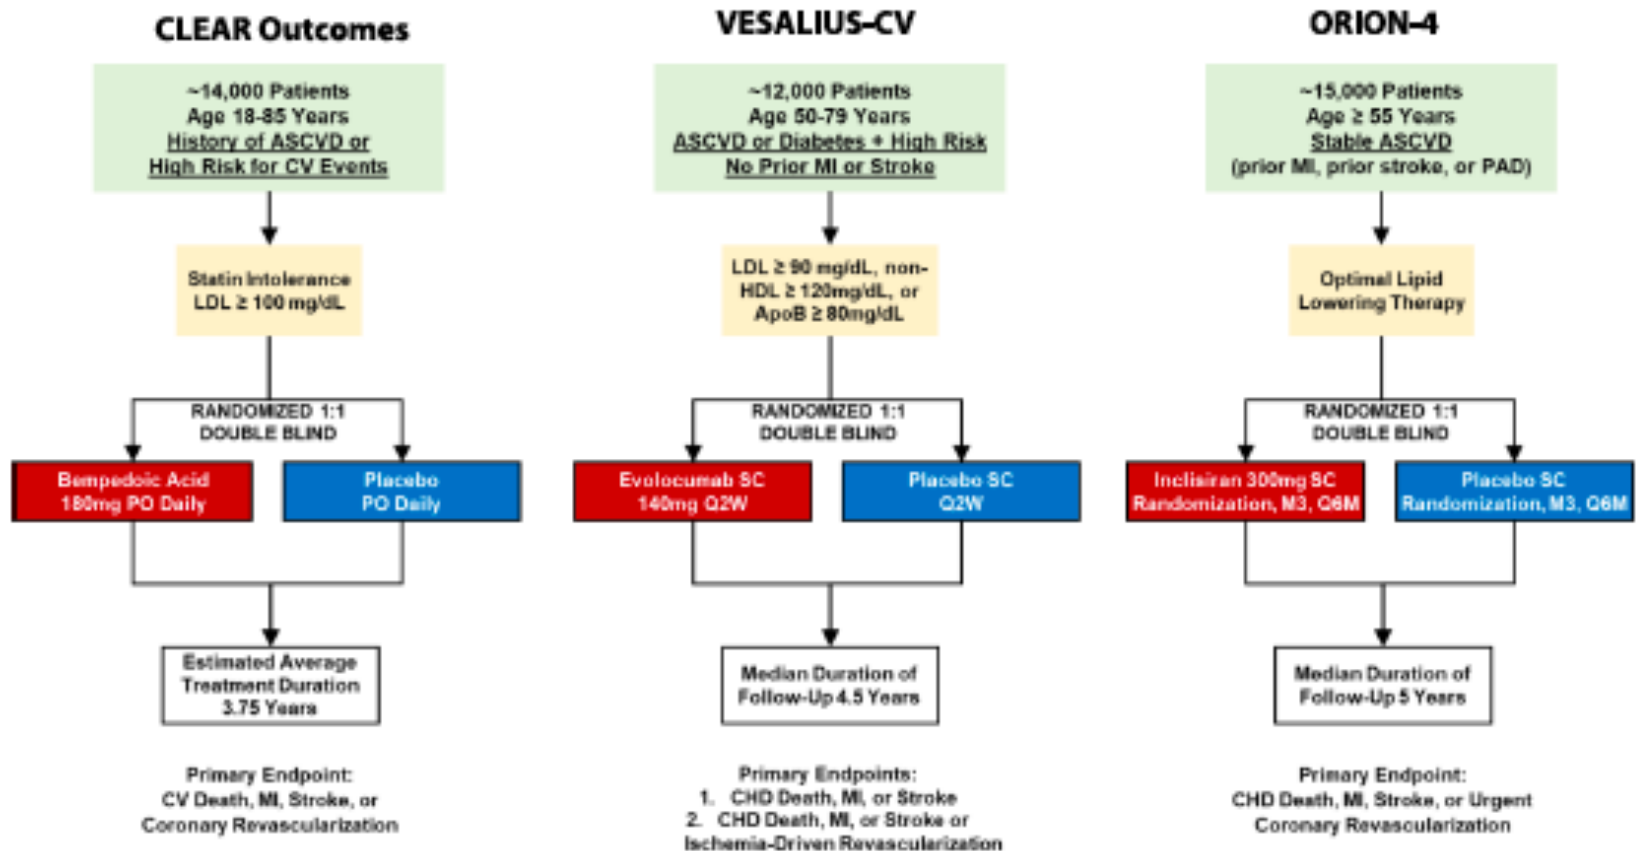 CLEAR Outcomes
~14,000 Patients
Age 18-85 Years
History of ASCVD or
High Risk for CV Events
Statin Intolerance
LDL ≥ 100 mg/dL
RANDOMIZED 1:1
DOUBLE BLIND
Bempedoic Acid
180mg PO Daily
Placebo
PO Daily
Estimated Average
Treatment Duration
3.75 Years
Primary Endpoint:
CV Death, MI, Stroke, or
Coronary Revascularization
VESALIUS-CV
~12,000 Patients
Age 50-79 Years
ASCVD or Diabetes + High Risk
No Prior MI or Stroke
LDL ≥ 90 mg/dL, non-
HDL ≥ 120mg/dL, or
ApoB ≥ 80mg/dL
RANDOMIZED 1:1
DOUBLE BLIND
Evolocumab SC
140mg Q2W
Placebo SC
Q2W
Median Duration of
Follow-Up 4.5 Years
Primary Endpoints:
1. CHD Death, MI, or Stroke
2. CHD Death, MI, or Stroke or
Ischemia-Driven Revascularization
ORION-4
~15,000 Patients
Age ≥ 55 Years
Stable ASCVD
(prior MI, prior stroke, or PAD)
Optimal Lipid
Lowering Therapy
RANDOMIZED 1:1
DOUBLE BLIND
Inclisiran 300mg SC
Randomization, M3, Q6M
Placebo SC
Randomization, M3, Q6M
Median Duration of
Follow-Up 5 Years
Primary Endpoint:
CHD Death, MI, Stroke, or Urgent
Coronary Revascularization